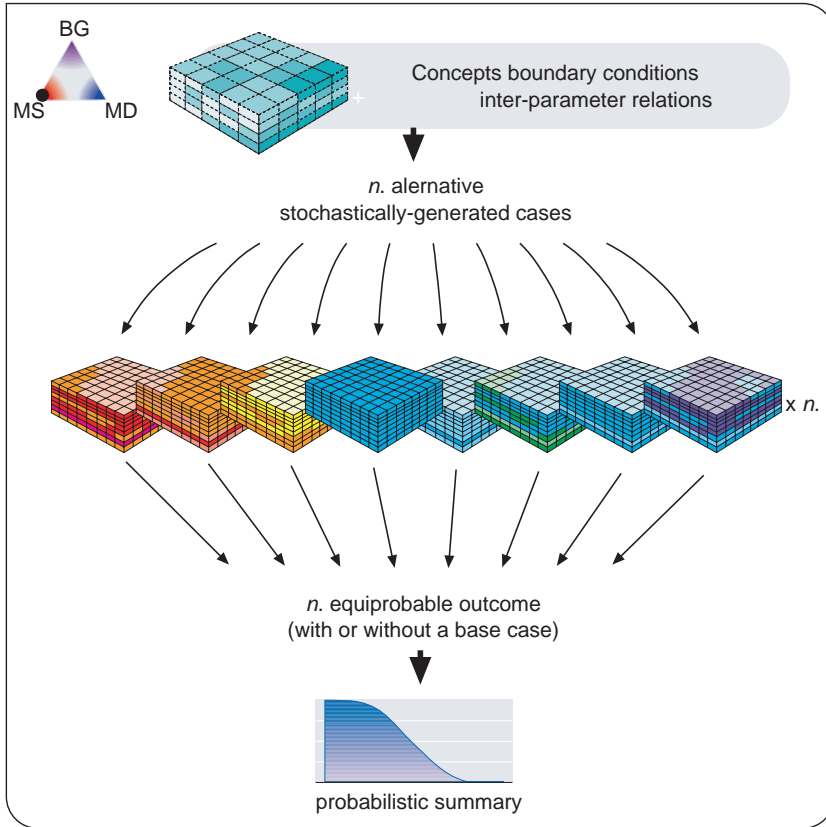 BG
MS
MD
+
Concepts boundary conditions
inter-parameter relations
n. alernative
stochastically-generated cases
x n.
n. equiprobable outcome
(with or without a base case)
probabilistic summary